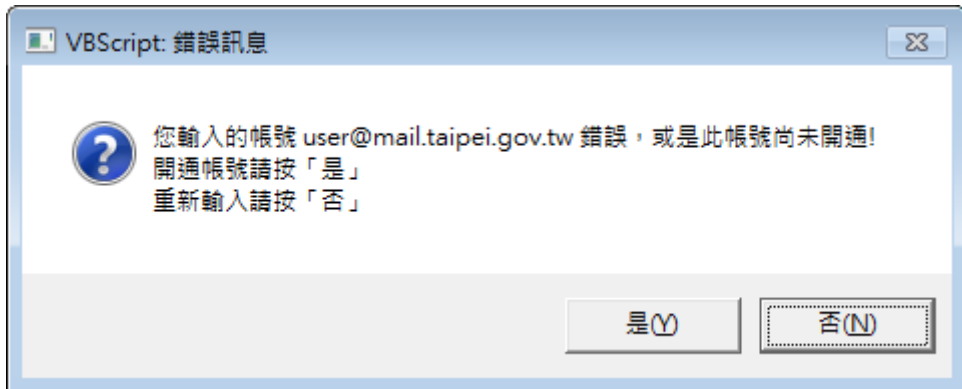 VBScript: 錯誤訊息
您輸入的帳號 user@mail.taipei.gov.tw 錯誤，或是此帳號尚未開通!
開通帳號請按「是」
重新輸入請按「否」
是(Y)
否(N)